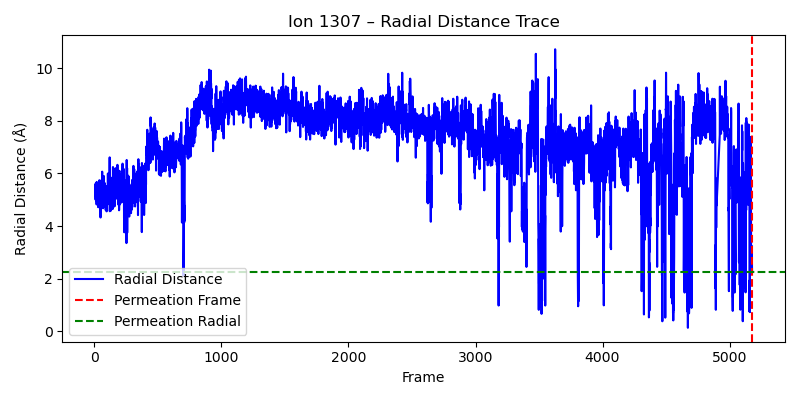 Ion 1307 – Radial Distance Trace
Radial Distance (Å)
10
8
6
4
2
0
Radial Distance
Permeation Frame
Permeation Radial
0
1000
2000
3000
4000
5000
Frame